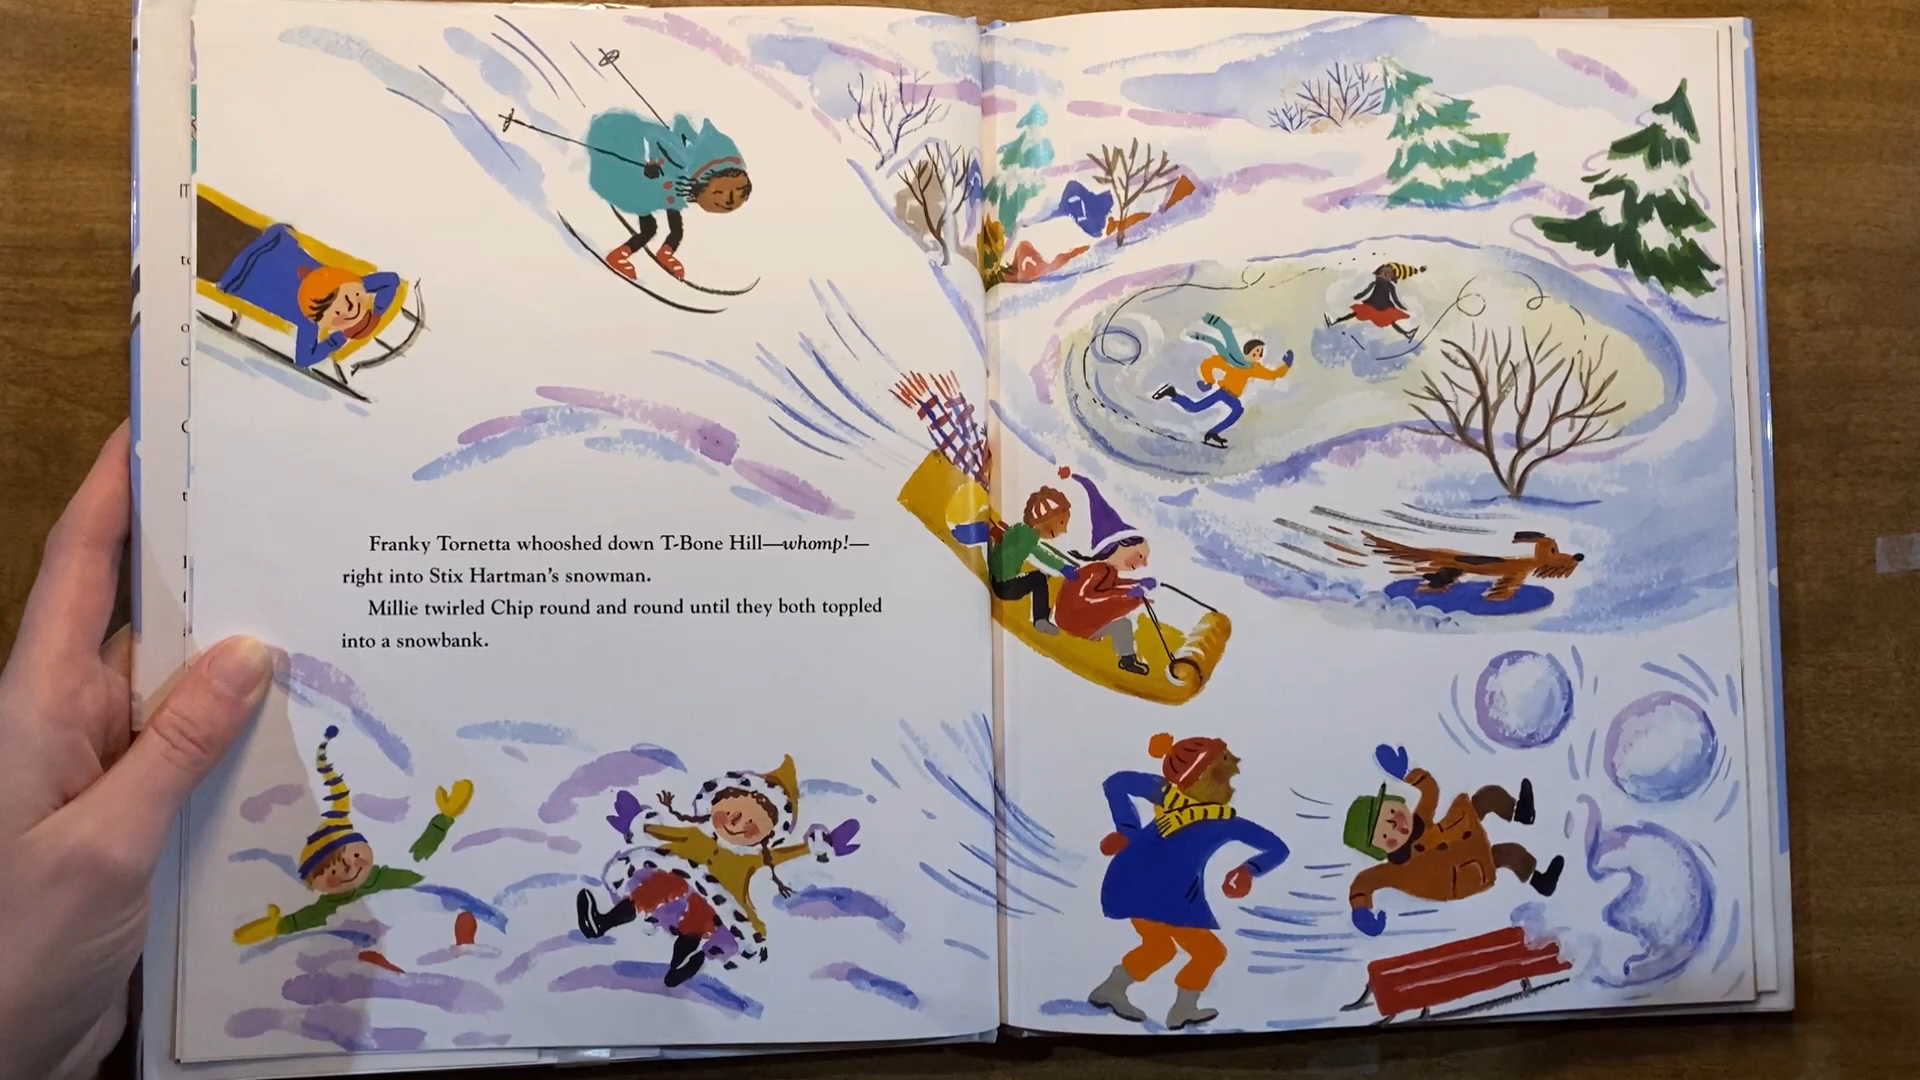 Franky Tornetta whooshed down T-Bone Hill—whomp!—
right into Stix Hartman's snowman.
Millie twirled Chip round and round until they both toppled
into a snowbank.